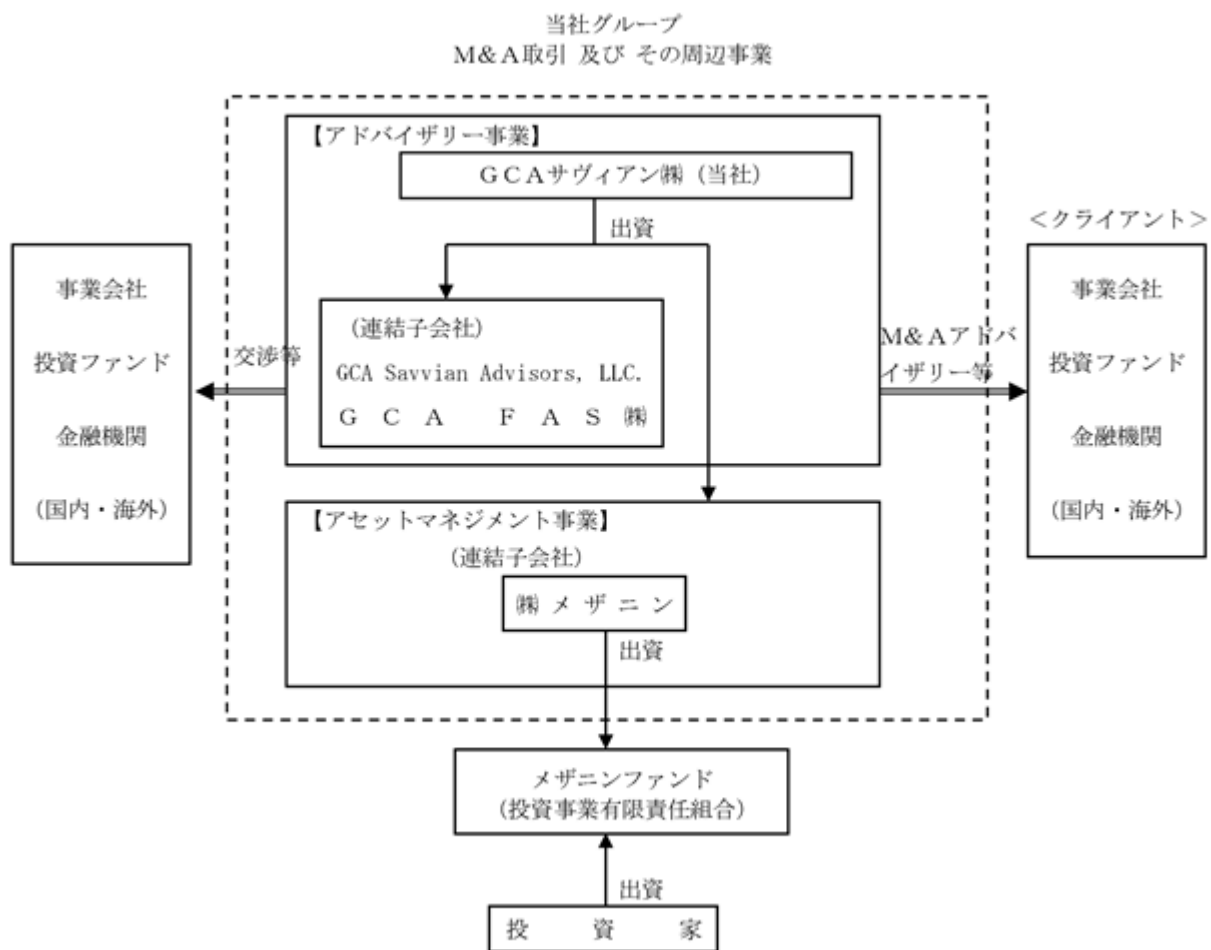 当社グループ
M&A取引 及び その周辺事業
【アドバイザリー事業】
GCAサヴィアン㈱（当社）
出資
（連結子会社）
GCA Savvian Advisors, LLC.
G C A F A S ㈱
交渉等
事業会社
投資ファンド
金融機関
（国内・海外）
M&Aアドバ
イザリー等
＜クライアント＞
事業会社
投資ファンド
金融機関
（国内・海外）
【アセットマネジメント事業】
（連結子会社）
㈱ メ ザ ニ ン
出資
メザニンファンド
（投資事業有限責任組合）
出資
投 資 家